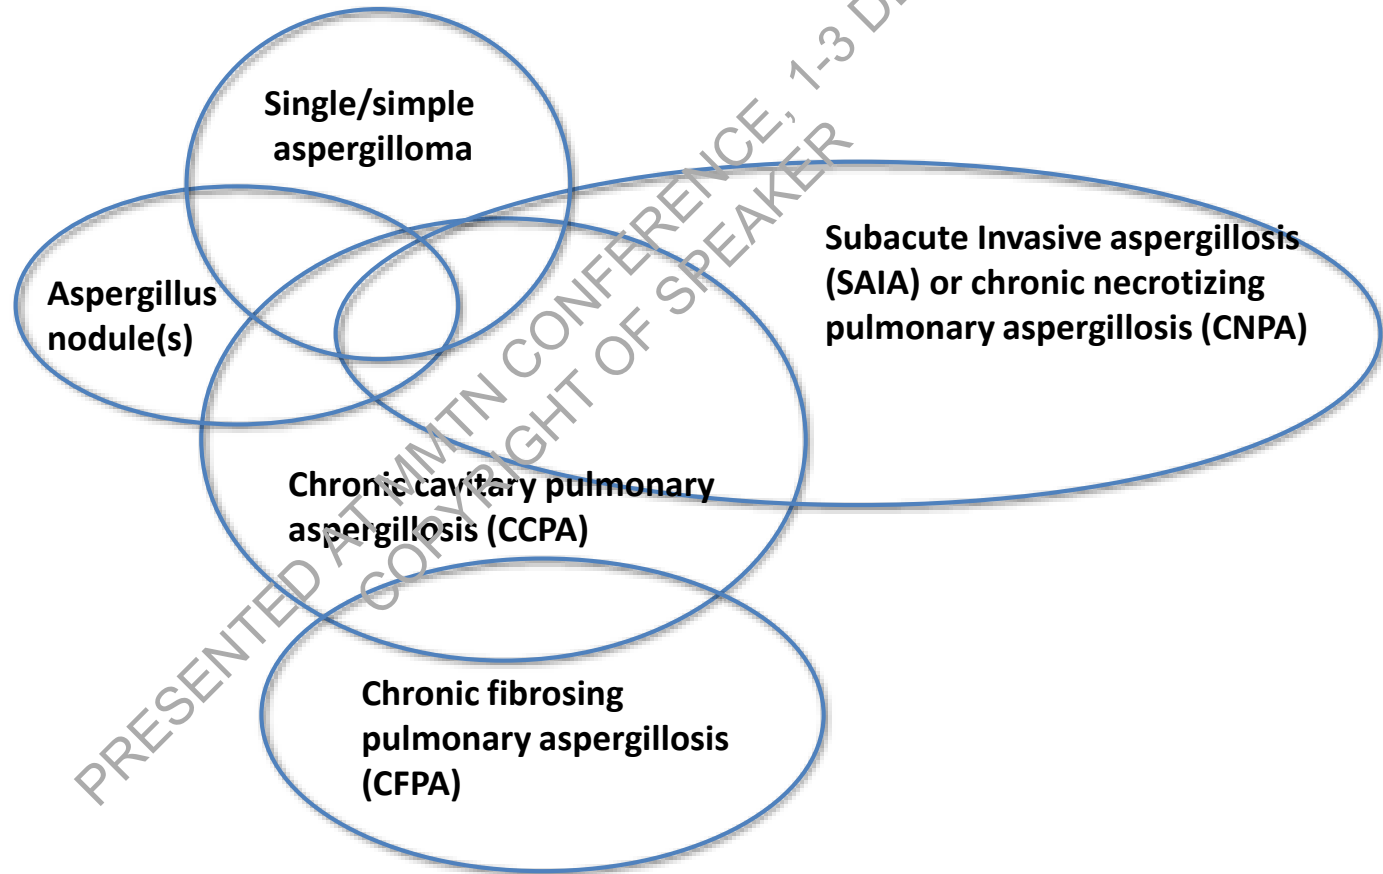 Single/simple
aspergilloma
Aspergillus
nodule(s)
Subacute Invasive aspergillosis
(SAIA) or chronic necrotizing
pulmonary aspergillosis (CNPA)
Chronic cavitary pulmonary
aspergillosis (CCPA)
Chronic fibrosing
pulmonary aspergillosis
(CFPA)
PRESENTED AT MMTN CONFERENCE, 1-3
COPYRIGHT OF SPEAKER